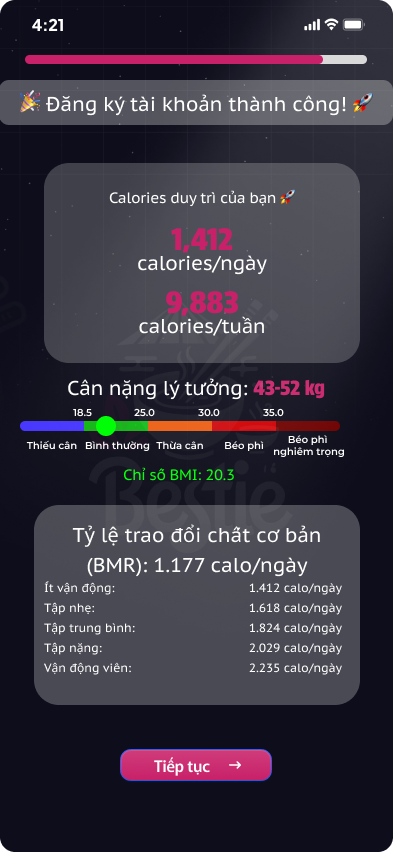 4:21
🎉 Đăng ký tài khoản thành công! 🚀
Calories duy trì của bạn 🚀
1,412
calories/ngày
9,883
calories/tuần
Cân nặng lý tưởng: 43-52 kg
18.5 25.0 30.0 35.0
Thiếu cân Bình thường Thừa cân Béo phì Béo phì
nghiêm trọng
Chỉ số BMI: 20.3
Bestie
Tỷ lệ trao đổi chất cơ bản
(BMR): 1.177 calo/ngày
Ít vận động: 1.412 calo/ngày
Tập nhẹ: 1.618 calo/ngày
Tập trung bình: 1.824 calo/ngày
Tập nặng: 2.029 calo/ngày
Vận động viên: 2.235 calo/ngày
Tiếp tục →